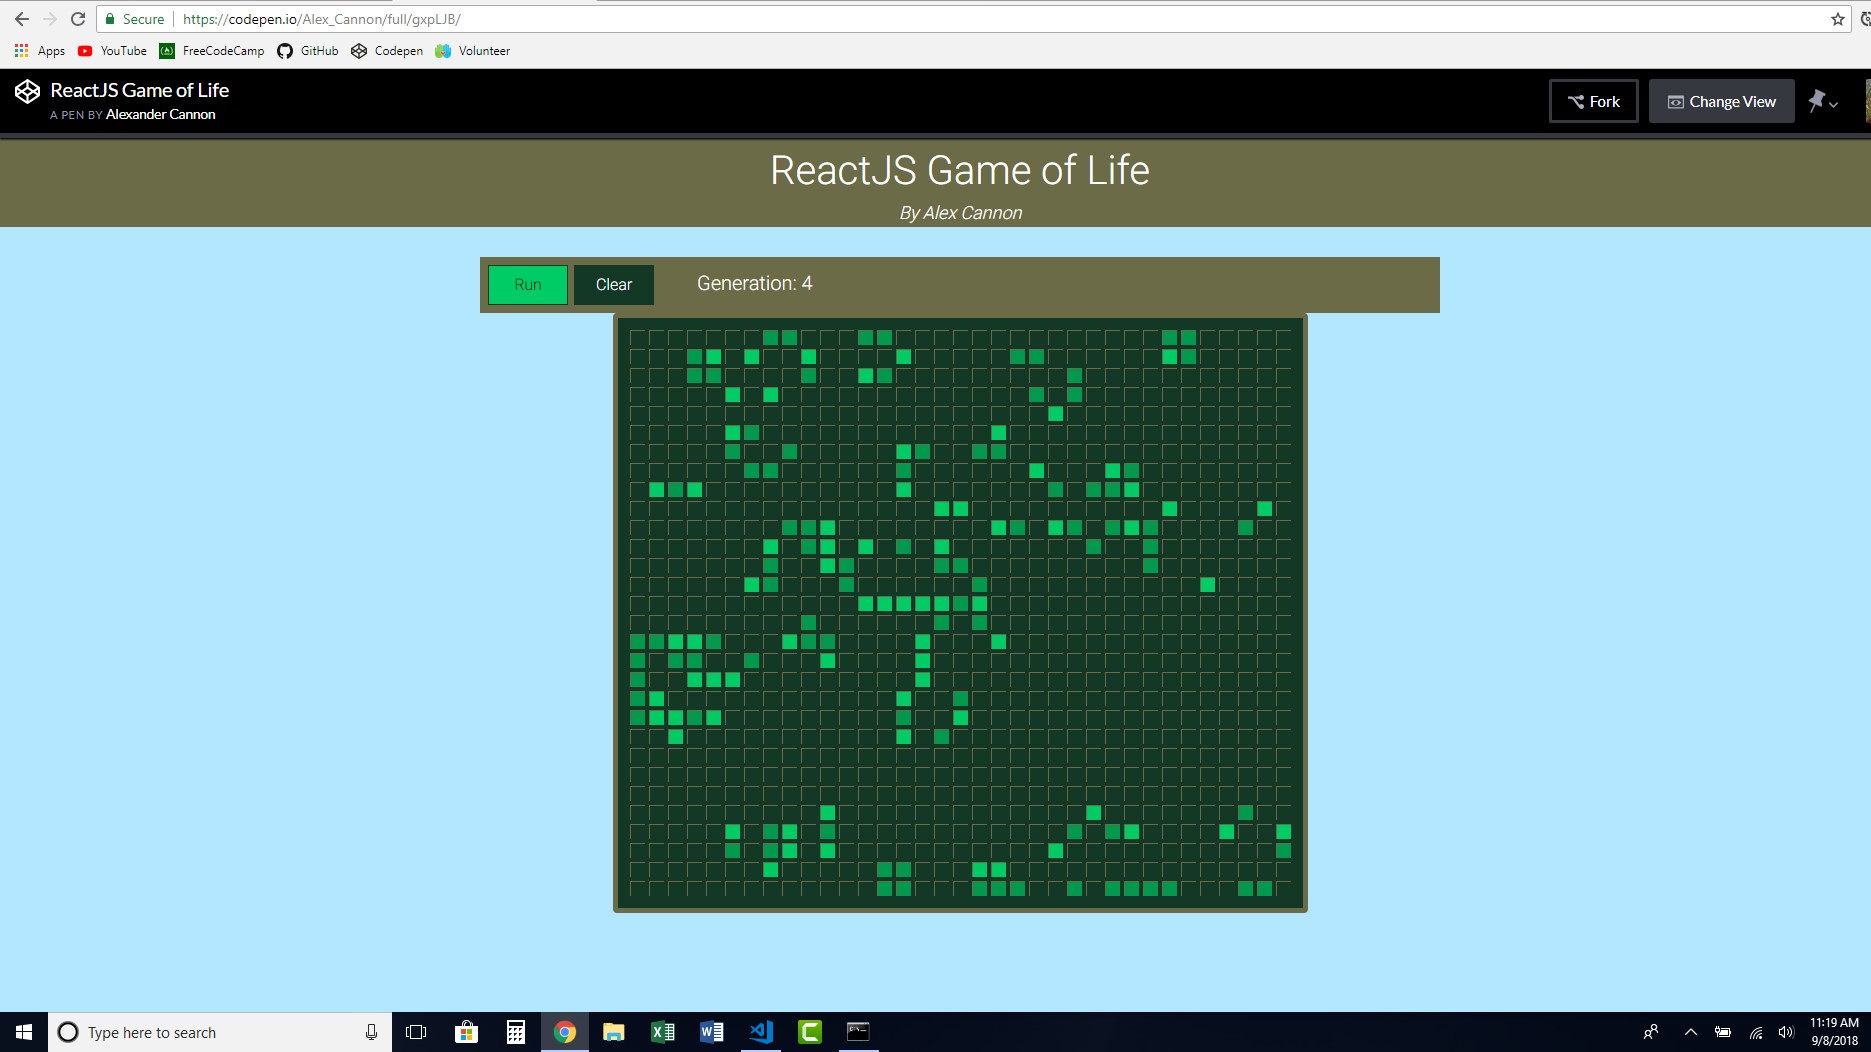 Secure
https://codepen.io/Alex_Cannon/full/gxpLJB/
Apps YouTube FreeCodeCamp GitHub Codepen Volunteer
ReactJS Game of Life
A PEN BY Alexander Cannon
Fork
Change View
ReactJS Game of Life
By Alex Cannon
Run Clear Generation: 4
Type here to search
11:19 AM
9/8/2018